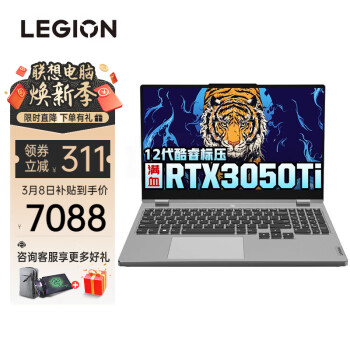 LEGION
联想电脑
焕新季
限时直降 下单有礼
领券
立减
311
3月8日补贴到手价
¥7088
咨询客服享更多好礼
12代酷睿标压
满血
RTX3050Ti